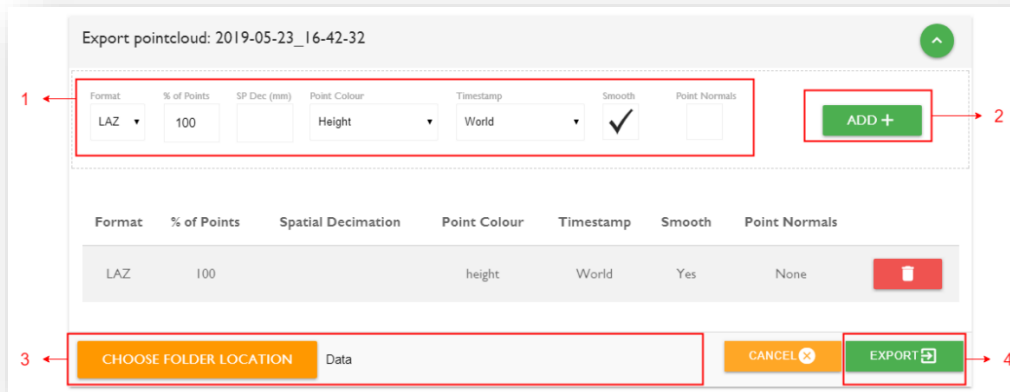 Export pointcloud: 2019-05-23_16-42-32
1
Format % of Points SP Dec (mm) Point Colour Timestamp Smooth Point Normals
LAZ 100 Height World
ADD +
2
Format % of Points Spatial Decimation Point Colour Timestamp Smooth Point Normals
LAZ 100 height World Yes None
3
CHOOSE FOLDER LOCATION Data
CANCEL EXPORT
4